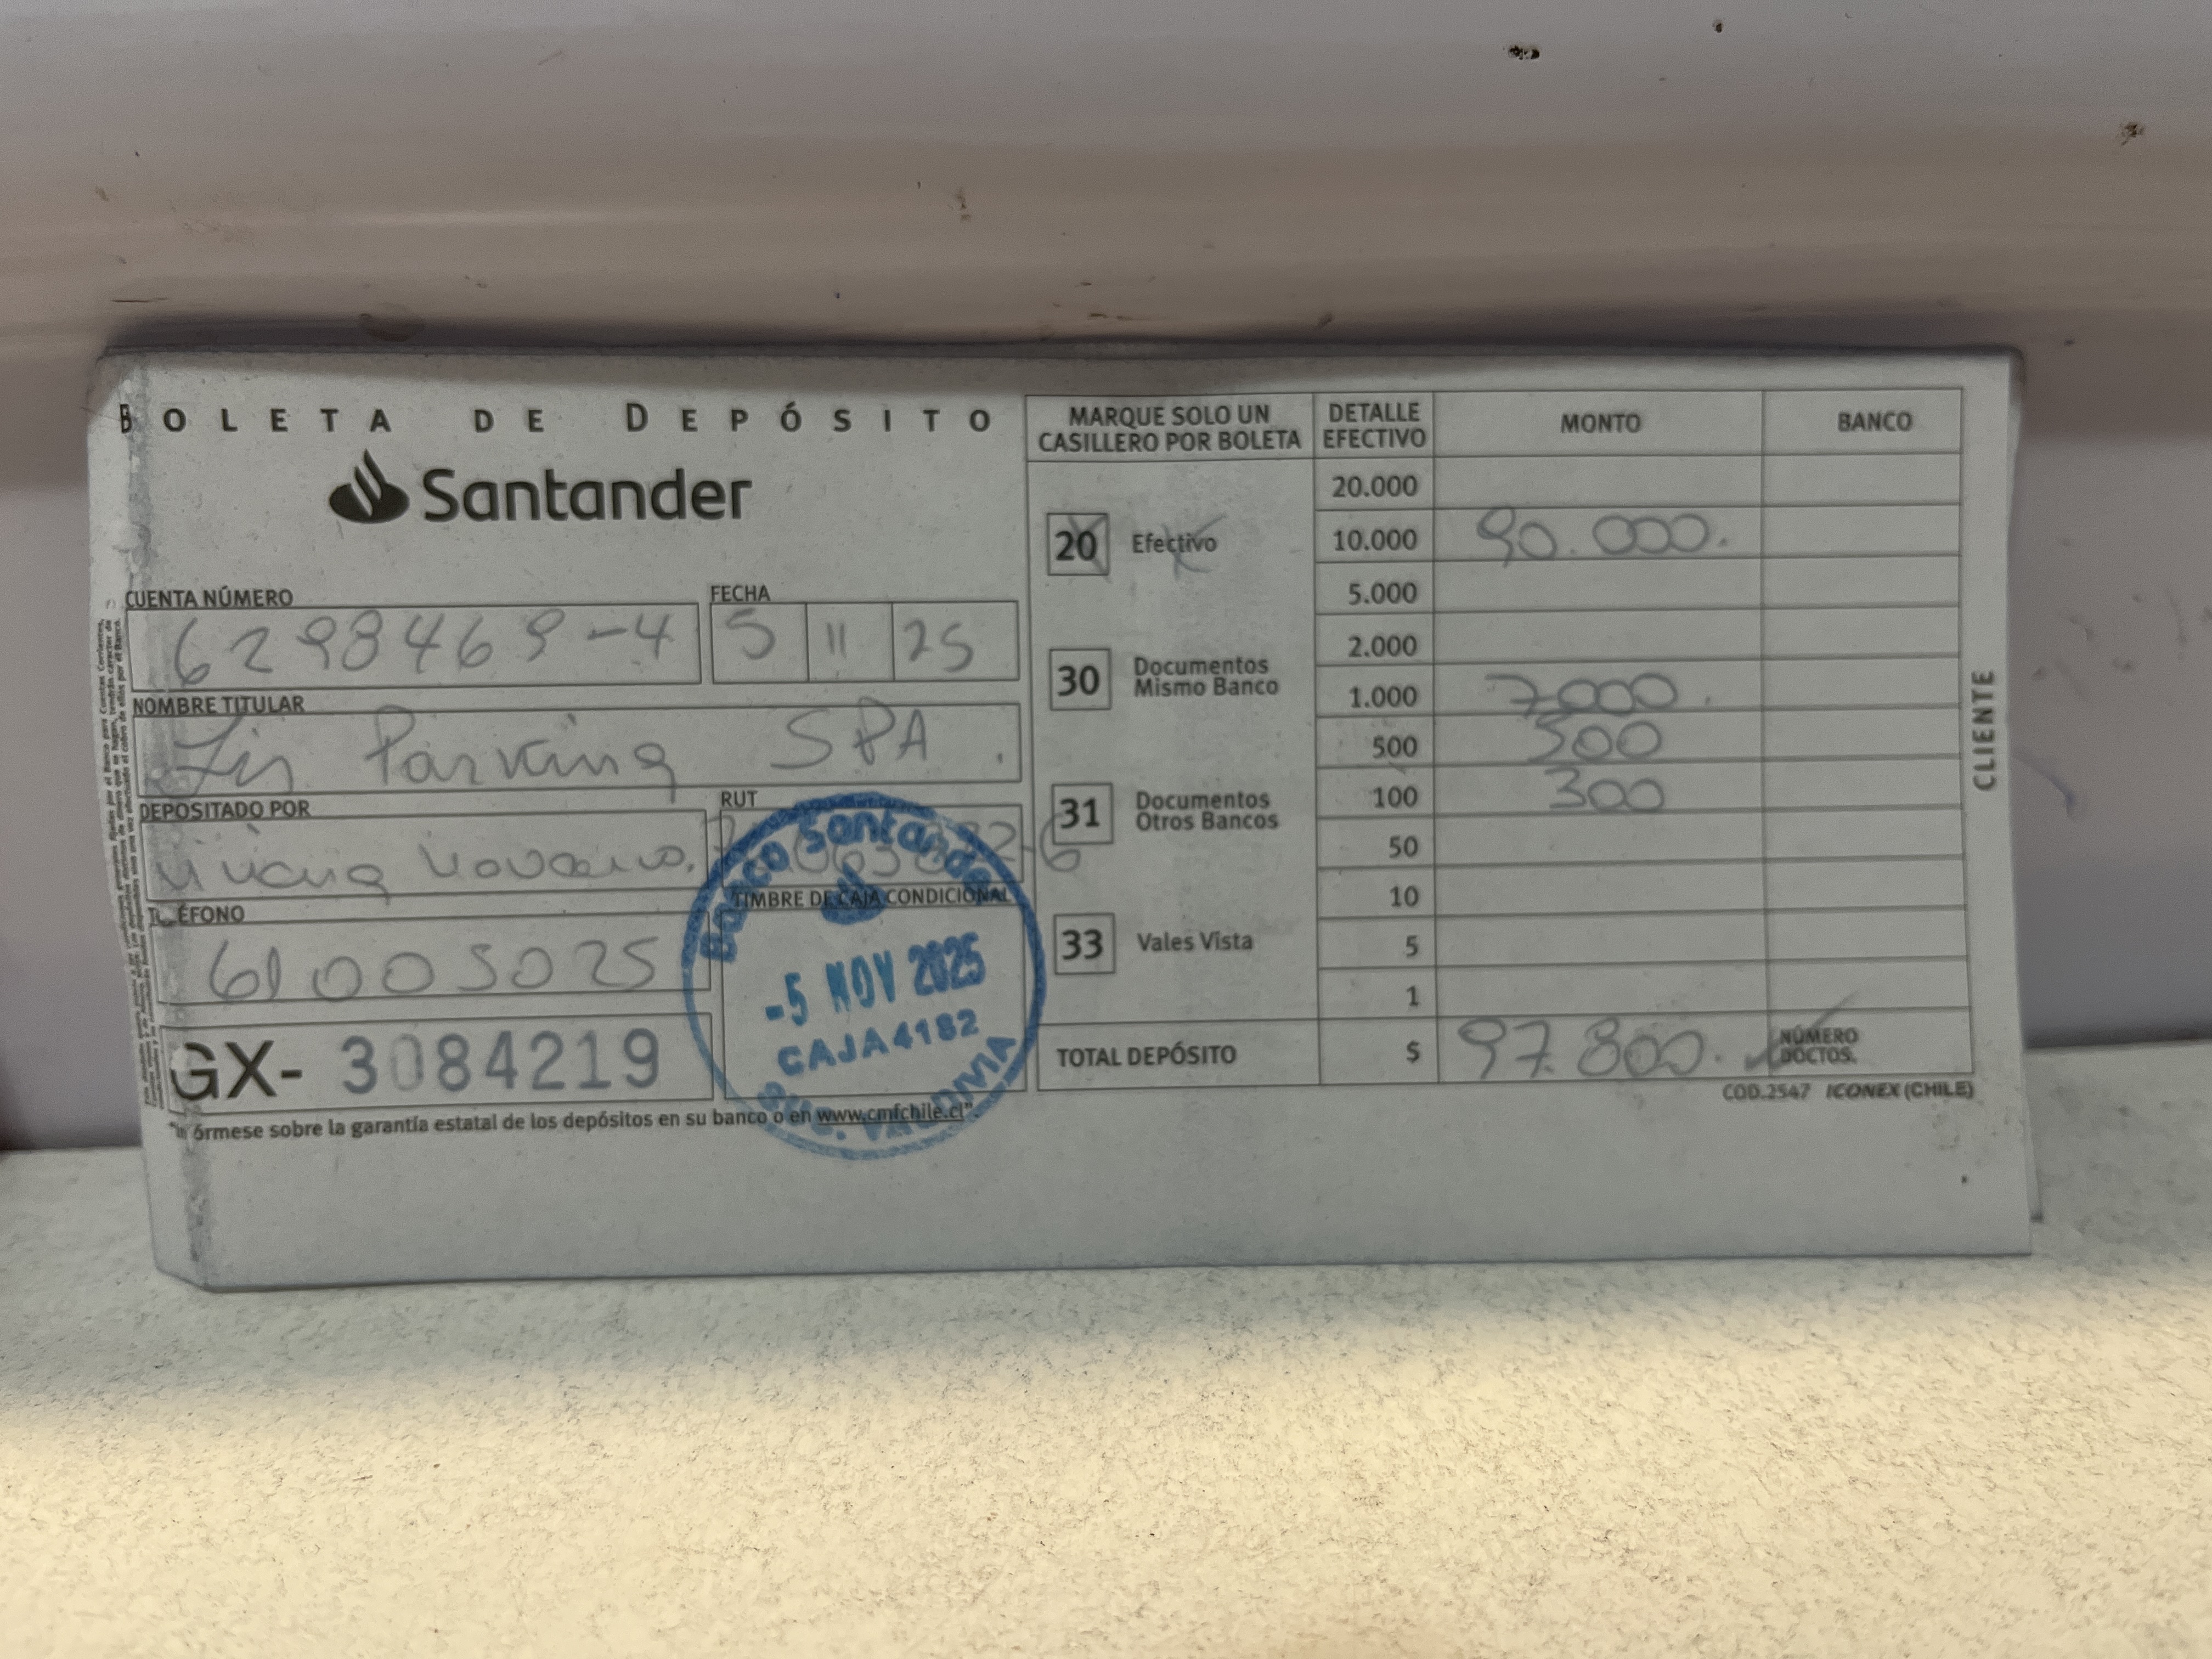 BOLETA DE DEPÓSITO
Santander
CUENTA NÚMERO
6298469-4
FECHA
5 11 25
NOMBRE TITULAR
Parking SPA.
DEPOSITADO POR
RUT
TELÉFONO
61005025
TIMBRE DE CAJA CONDICIONAL
Banco Santander
-5 NOV 2025
CAJA 4182
SUC. VALDIVIA
GX- 3084219
"Infórmese sobre la garantía estatal de los depósitos en su banco o en www.cmfchile.cl".
MARQUE SOLO UN CASILLERO POR BOLETA
20 Efectivo
30 Documentos Mismo Banco
31 Documentos Otros Bancos
33 Vales Vista
DETALLE EFECTIVO MONTO BANCO
20.000
10.000 90.000.
5.000
2.000
1.000 7000.
500 500
100 300
50
10
5
1
TOTAL DEPÓSITO $ 97.800.
NÚMERO DOCTOS.
COD.2547 ICONEX (CHILE)
CLIENTE